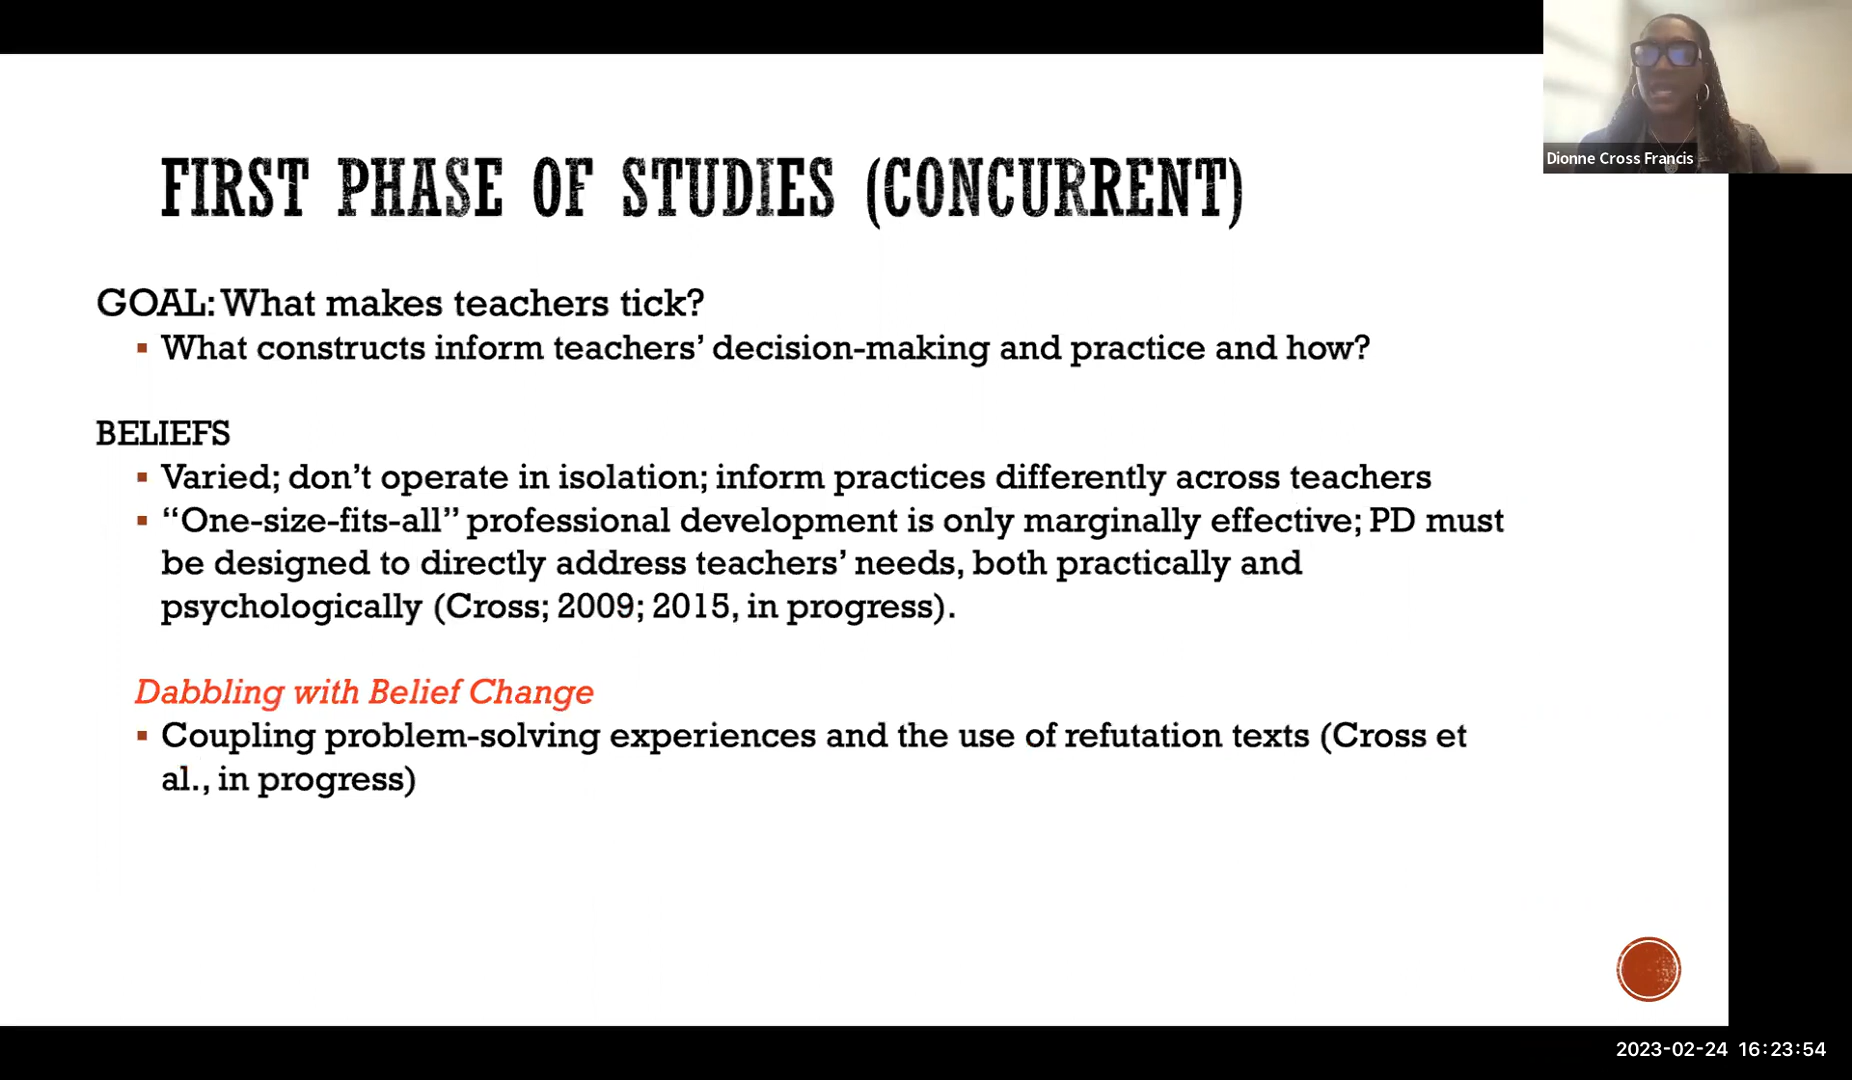 FIRST PHASE OF STUDIES (CONCURRENT)
Dionne Cross Francis
GOAL: What makes teachers tick?
▪ What constructs inform teachers’ decision-making and practice and how?
BELIEFS
▪ Varied; don’t operate in isolation; inform practices differently across teachers
▪ “One-size-fits-all” professional development is only marginally effective; PD must
be designed to directly address teachers’ needs, both practically and
psychologically (Cross; 2009; 2015, in progress).
Dabbling with Belief Change
▪ Coupling problem-solving experiences and the use of refutation texts (Cross et
al., in progress)
2023-02-24 16:23:54